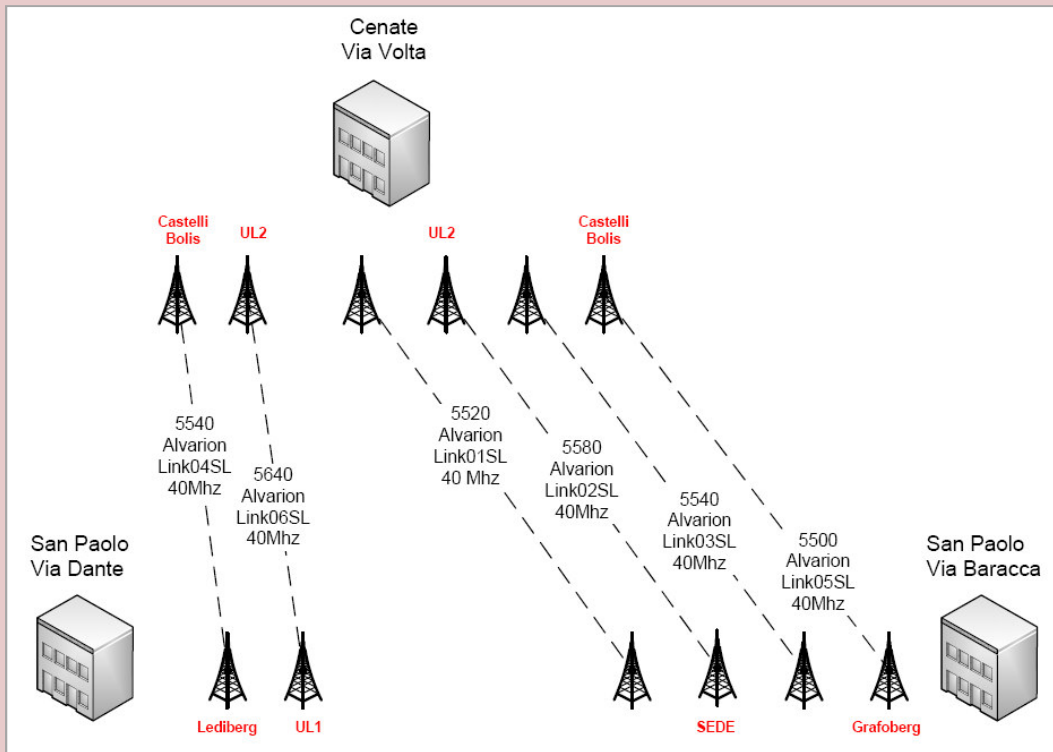 Cenate
Via Volta
Castelli
Bolis
UL2
UL2
Castelli
Bolis
5540
Alvarion
Link04SL
40Mhz
5640
Alvarion
Link06SL
40Mhz
5520
Alvarion
Link01SL
40 Mhz
5580
Alvarion
Link02SL
40Mhz
5540
Alvarion
Link03SL
40Mhz
5500
Alvarion
Link05SL
40Mhz
San Paolo
Via Dante
San Paolo
Via Baracca
Lediberg
UL1
SEDE
Grafoberg